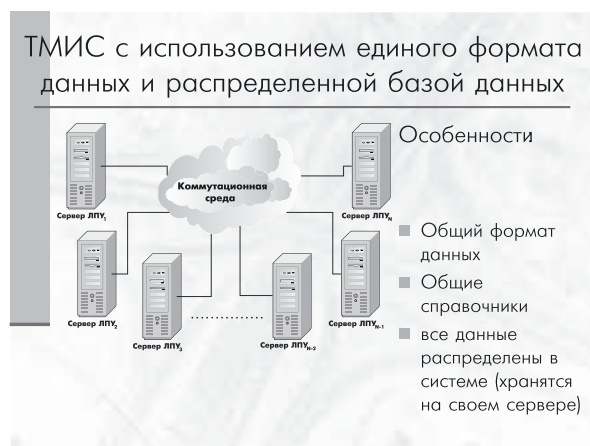 ТМИС с использованием единого формата
данных и распределенной базой данных
Особенности
Коммутационная
среда
Сервер ЛПУ1
Сервер ЛПУN
Сервер ЛПУ2
Сервер ЛПУ3
Сервер ЛПУN-2
Сервер ЛПУN-1
Общий формат
данных
Общие
справочники
все данные
распределены в
системе (хранятся
на своем сервере)